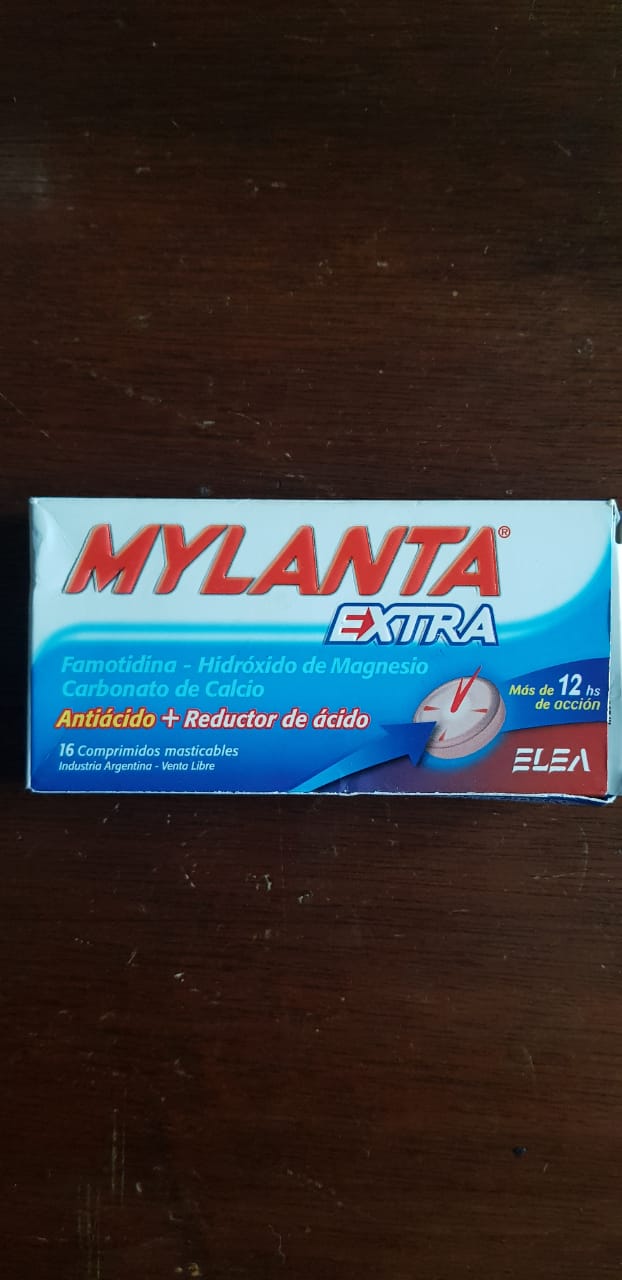 MYLANTA®
EXTRA
Famotidina - Hidróxido de Magnesio
Carbonato de Calcio
Antiácido + Reductor de ácido
16 Comprimidos masticables
Industria Argentina - Venta Libre
Más de 12 hs
de acción
ELEA